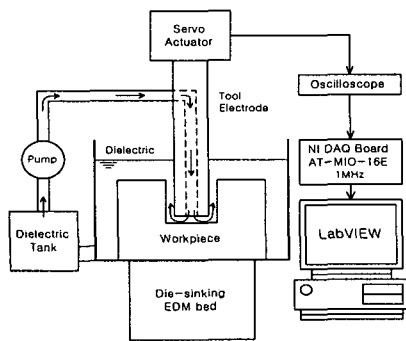 Servo
Actuator
Oscilloscope
Tool
Electrode
Dielectric
NI DAQ Board
AT-MIO-16E
1MHz
Pump
LabVIEW
Dielectric
Tank
Workpiece
Die-sinking
EDM bed